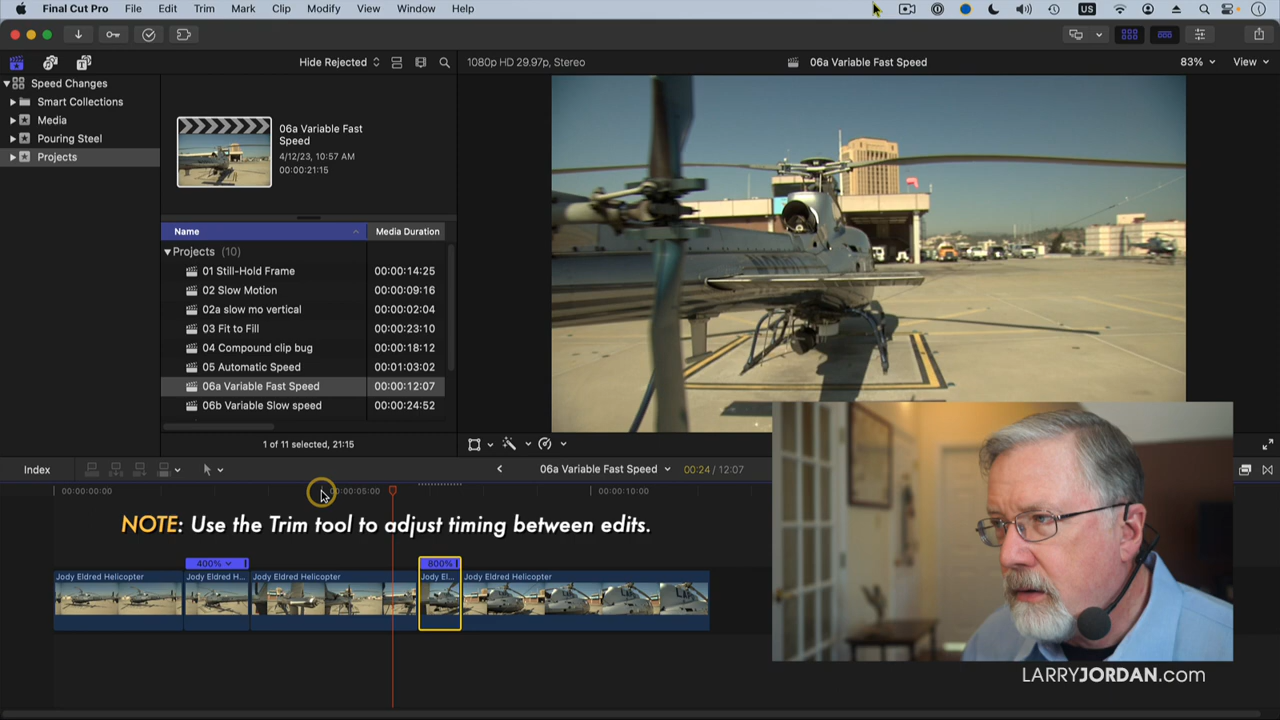 Final Cut Pro File Edit Trim Mark Clip Modify View Window Help US
Hide Rejected 1080p HD 29.97p, Stereo 06a Variable Fast Speed 83% View
Speed Changes
Smart Collections
Media
Pouring Steel
Projects
06a Variable Fast
Speed
4/12/23, 10:57 AM
00:00:21:15
Name Media Duration
Projects (10)
01 Still-Hold Frame 00:00:14:25
02 Slow Motion 00:00:09:16
02a slow mo vertical 00:00:02:04
03 Fit to Fill 00:00:23:10
04 Compound clip bug 00:00:18:12
05 Automatic Speed 00:01:03:02
06a Variable Fast Speed 00:00:12:07
06b Variable Slow speed 00:00:24:52
1 of 11 selected, 21:15
Index 06a Variable Fast Speed 00:24 / 12:07
00:00:00:00 00:00:05:00 00:00:10:00
NOTE: Use the Trim tool to adjust timing between edits.
400% 800%
Jody Eldred Helicopter Jody Eldred H... Jody Eldred Helicopter Jody El... Jody Eldred Helicopter
LARRYJORDAN.com